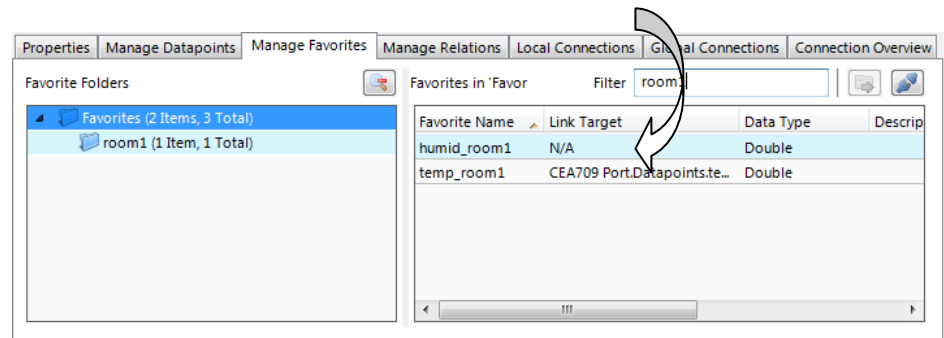 Properties Manage Datapoints Manage Favorites Manage Relations Local Connections Global Connections Connection Overview
Favorite Folders
Favorites in 'Favor Filter room1
Favorites (2 Items, 3 Total)
room1 (1 Item, 1 Total)
Favorite Name Link Target Data Type Descrip
humid_room1 N/A Double
temp_room1 CEA709 Port.Datapoints.te... Double